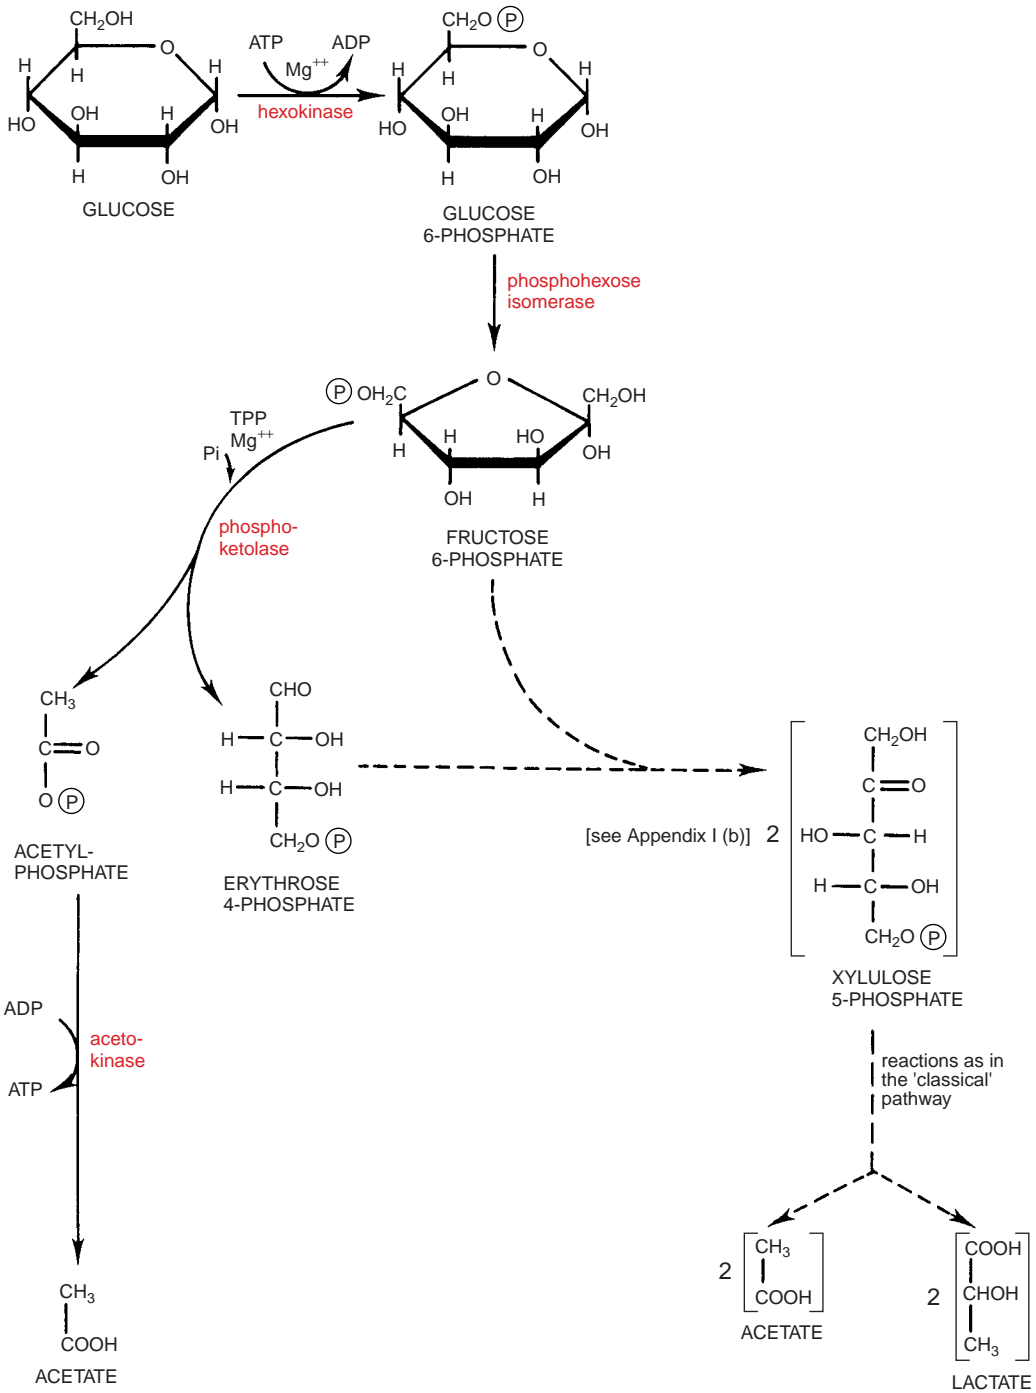 CH2OH
O
H
H
H
OH
H
HO
OH
H
OH
GLUCOSE
ATP
ADP
Mg++
hexokinase
CH2O P
O
H
H
H
OH
H
HO
OH
H
OH
GLUCOSE
6-PHOSPHATE
phosphohexose
isomerase
P OH2C
O
CH2OH
H
H
HO
OH
OH
H
FRUCTOSE
6-PHOSPHATE
TPP
Mg++
Pi
phospho-
ketolase
CH3
C O
O P
ACETYL-
PHOSPHATE
CHO
H C OH
H C OH
CH2O P
ERYTHROSE
4-PHOSPHATE
[see Appendix I (b)] 2
CH2OH
C O
HO C H
H C OH
CH2O P
XYLULOSE
5-PHOSPHATE
ADP
ATP
aceto-
kinase
CH3
COOH
ACETATE
reactions as in
the 'classical'
pathway
2
CH3
COOH
ACETATE
2
COOH
CHOH
CH3
LACTATE